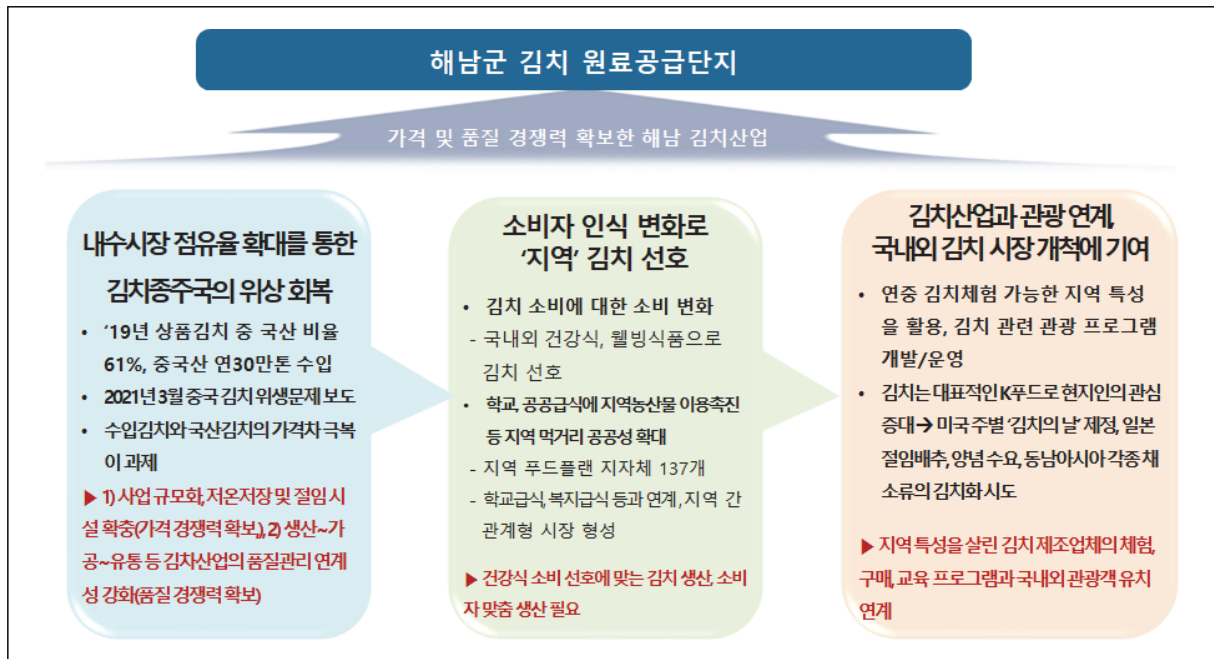 해남군 김치 원료공급단지
가격 및 품질 경쟁력 확보한 해남 김치산업
내수시장 점유율 확대를 통한
김치종주국의 위상 회복
• ‘19년 상품김치 중 국산 비율
61%, 중국산 연30만톤 수입
• 2021년 3월 중국 김치 위생문제 보도
• 수입김치와 국산김치의 가격차 극복
이 과제
▶ 1) 사업 규모화, 저온저장 및 절임 시
설 확충(가격 경쟁력 확보), 2) 생산~가
공~유통 등 김차산업의 품질관리 연계
성 강화(품질 경쟁력 확보)
소비자 인식 변화로
‘지역’ 김치 선호
• 김치 소비에 대한 소비 변화
- 국내외 건강식, 웰빙식품으로
김치 선호
• 학교, 공공급식에 지역농산물 이용촉진
등 지역 먹거리 공공성 확대
- 지역 푸드플랜 지자체 137개
- 학교급식, 복지급식 등과 연계, 지역 간
관계형 시장 형성
▶ 건강식 소비 선호에 맞는 김치 생산, 소비
자 맞춤 생산 필요
김치산업과 관광 연계,
국내외 김치 시장 개척에 기여
• 연중 김치체험 가능한 지역 특성
을 활용, 김치 관련 관광 프로그램
개발/운영
• 김치는 대표적인 K푸드로 현지인의 관심
증대→ 미국 주별 ‘김치의 날’ 제정, 일본
절임배추, 양념 수요, 동남아시아 각종 채
소류의 김치화 시도
▶ 지역 특성을 살린 김치 제조업체의 체험,
구매, 교육 프로그램과 국내외 관광객 유치
연계